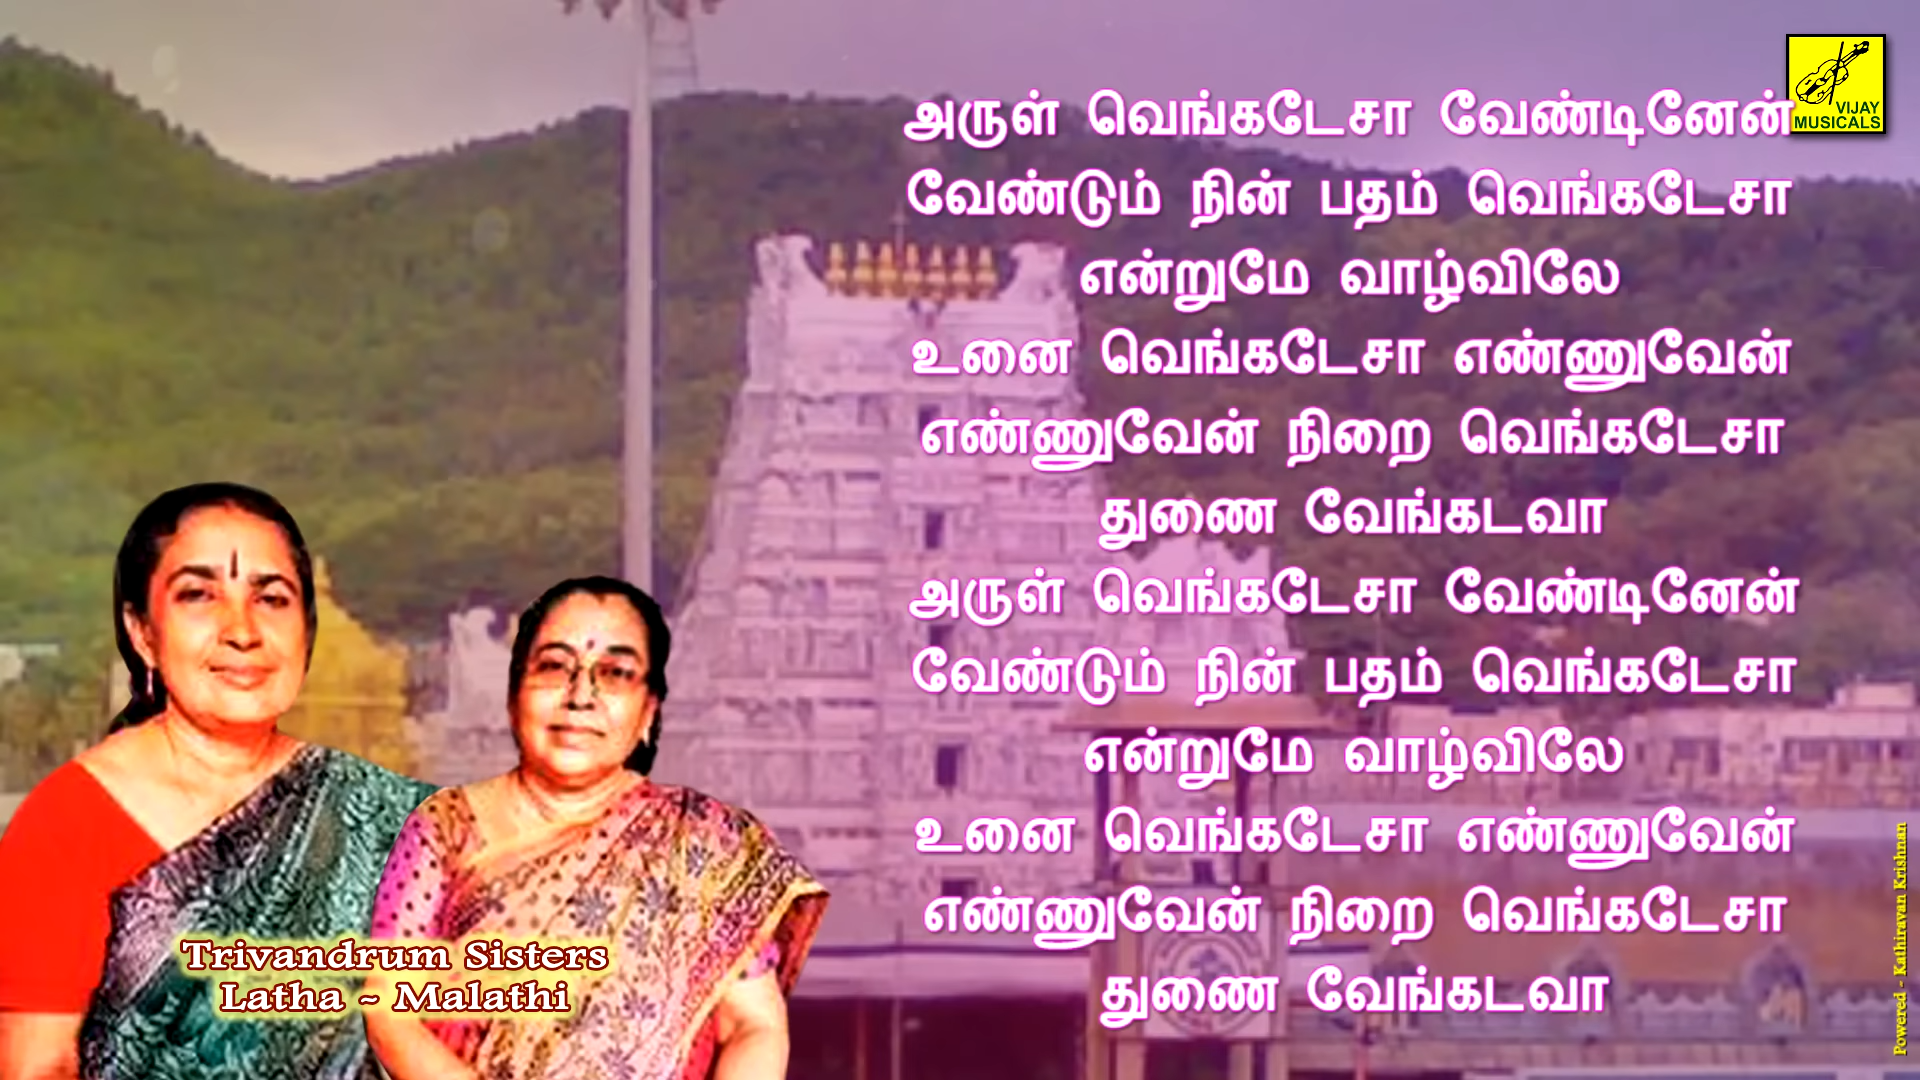 VIJAY
MUSICALS
அருள் வெங்கடேசா வேண்டினேன்
வேண்டும் நின் பதம் வெங்கடேசா
என்றுமே வாழ்விலே
உனை வெங்கடேசா எண்ணுவேன்
எண்ணுவேன் நிறை வெங்கடேசா
துணை வேங்கடவா
அருள் வெங்கடேசா வேண்டினேன்
வேண்டும் நின் பதம் வெங்கடேசா
என்றுமே வாழ்விலே
உனை வெங்கடேசா எண்ணுவேன்
எண்ணுவேன் நிறை வெங்கடேசா
துணை வேங்கடவா
Trivandrum Sisters
Latha ~ Malathi
Powered - Kathiravan Krishnan